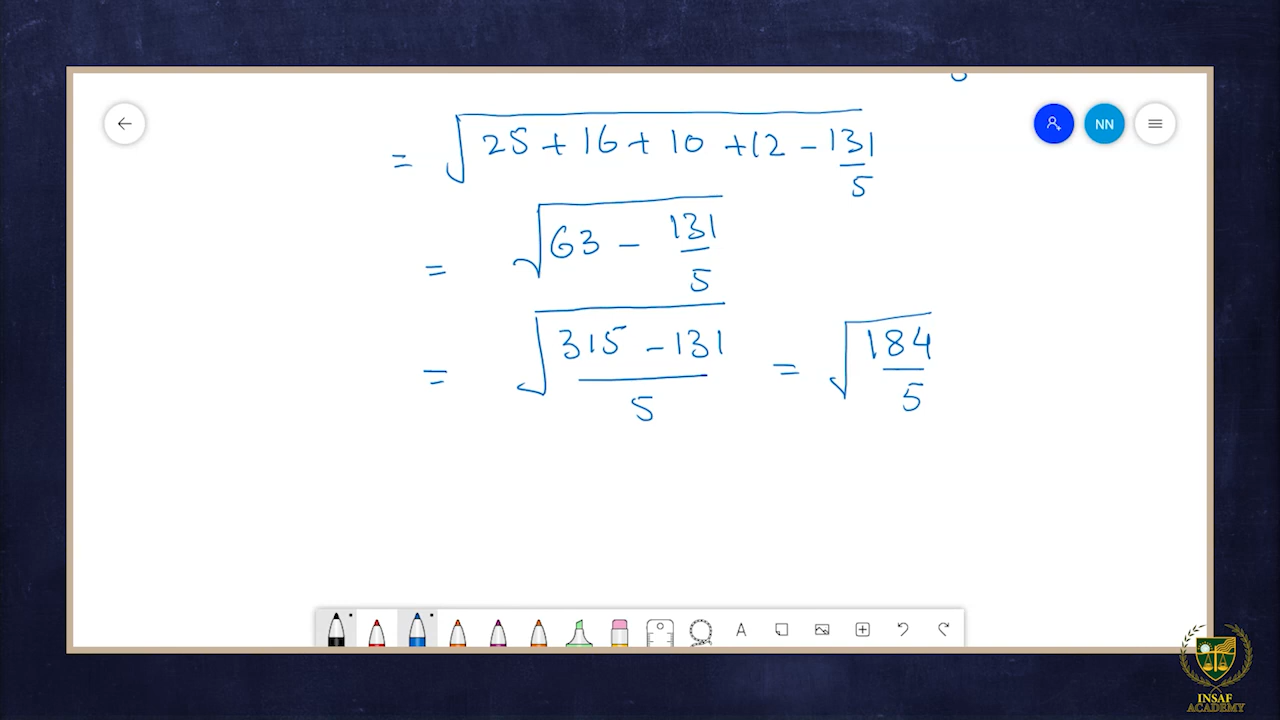 NN
= √25 + 16 + 10 + 12 - 131/5
= √63 - 131/5
= √315 - 131/5 = √184/5
A
INSAF
ACADEMY